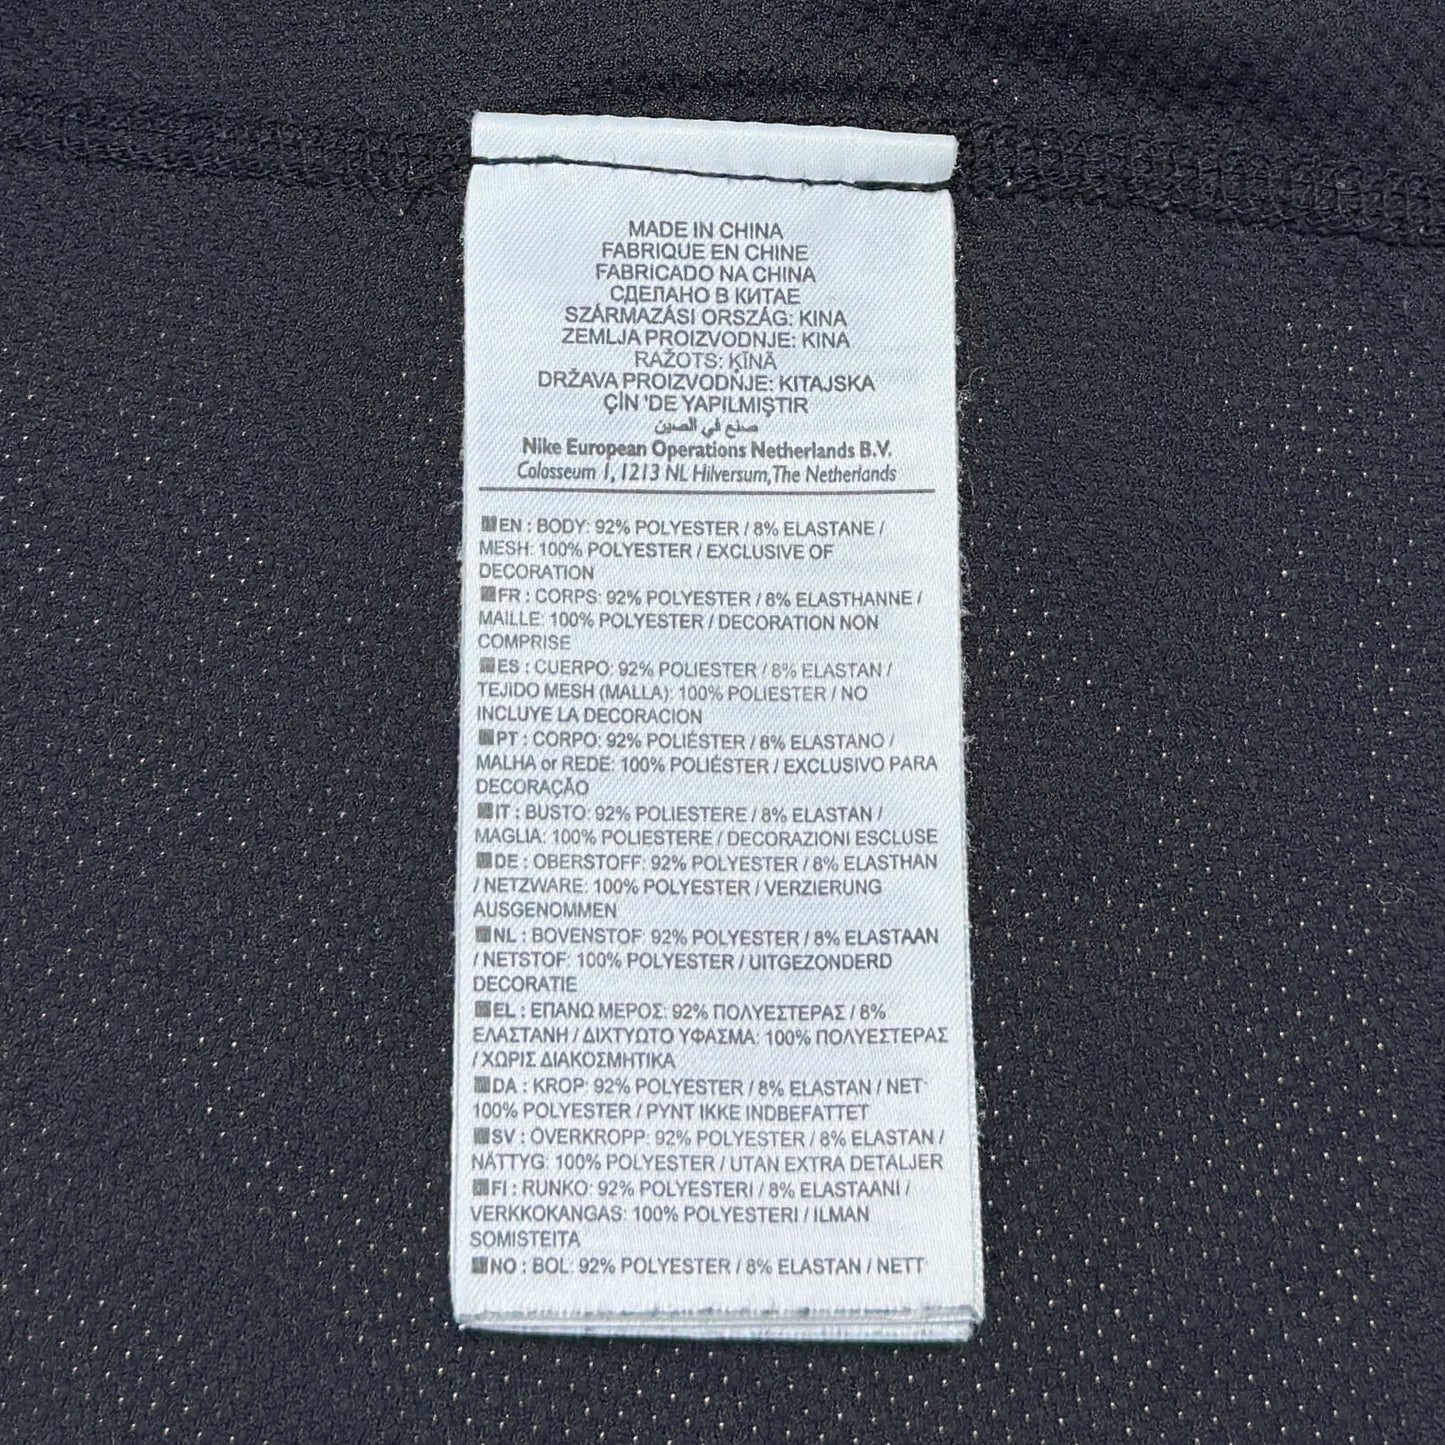 MADE IN CHINA
FABRIQUE EN CHINE
FABRICADO NA CHINA
СДЕЛАНО В КИТАЕ
SZÁRMAZÁSI ORSZÁG: KINA
ZEMLJA PROIZVODNJE: KINA
RAŽOTS: ĶĪNĀ
DRŽAVA PROIZVODNJE: KITAJSKA
ÇİN 'DE YAPILMIŞTIR
صنع في الصين
Nike European Operations Netherlands B.V.
Colosseum 1, 1213 NL Hilversum, The Netherlands
EN : BODY: 92% POLYESTER / 8% ELASTANE /
MESH: 100% POLYESTER / EXCLUSIVE OF
DECORATION
FR : CORPS: 92% POLYESTER / 8% ELASTHANNE /
MAILLE: 100% POLYESTER / DECORATION NON
COMPRISE
ES : CUERPO: 92% POLIESTER / 8% ELASTAN /
TEJIDO MESH (MALLA): 100% POLIESTER / NO
INCLUYE LA DECORACION
PT : CORPO: 92% POLIÉSTER / 8% ELASTANO /
MALHA or REDE: 100% POLIÉSTER / EXCLUSIVO PARA
DECORAÇÃO
IT : BUSTO: 92% POLIESTERE / 8% ELASTAN /
MAGLIA: 100% POLIESTERE / DECORAZIONI ESCLUSE
DE : OBERSTOFF: 92% POLYESTER / 8% ELASTHAN
/ NETZWARE: 100% POLYESTER / VERZIERUNG
AUSGENOMMEN
NL : BOVENSTOF: 92% POLYESTER / 8% ELASTAAN
/ NETSTOF: 100% POLYESTER / UITGEZONDERD
DECORATIE
EL : ΕΠΑΝΩ ΜΕΡΟΣ: 92% ΠΟΛΥΕΣΤΕΡΑΣ / 8%
ΕΛΑΣΤΑΝΗ / ΔΙΧΤΥΩΤΟ ΥΦΑΣΜΑ: 100% ΠΟΛΥΕΣΤΕΡΑΣ
/ ΧΩΡΙΣ ΔΙΑΚΟΣΜΗΤΙΚΑ
DA : KROP: 92% POLYESTER / 8% ELASTAN / NET:
100% POLYESTER / PYNT IKKE INDBEFATTET
SV : ÖVERKROPP: 92% POLYESTER / 8% ELASTAN /
NÄTTYG: 100% POLYESTER / UTAN EXTRA DETALJER
FI : RUNKO: 92% POLYESTERI / 8% ELASTAANI /
VERKKOKANGAS: 100% POLYESTERI / ILMAN
SOMISTEITA
NO : BOL: 92% POLYESTER / 8% ELASTAN / NETT